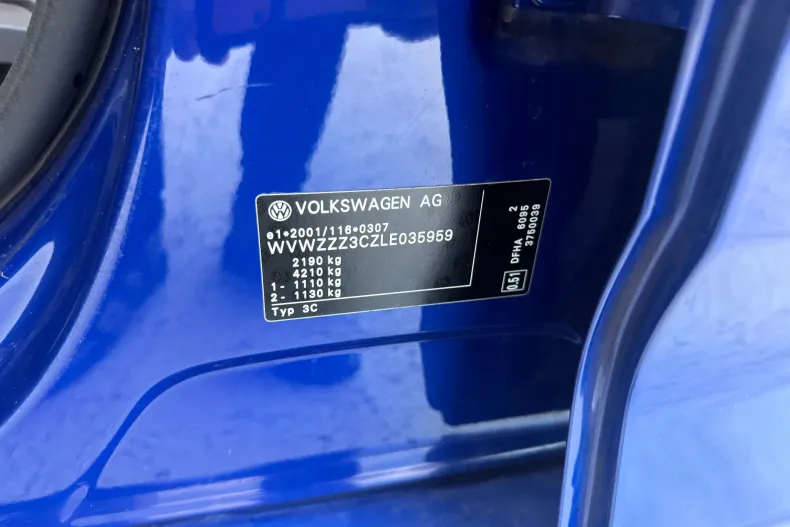 VOLKSWAGEN AG
e1*2001/116*0307
WVWZZZ3CZLE035959
2190 kg
4210 kg
1- 1110 kg
2- 1130 kg
Typ 3C
0.51
DFHA 6095 2
3750039